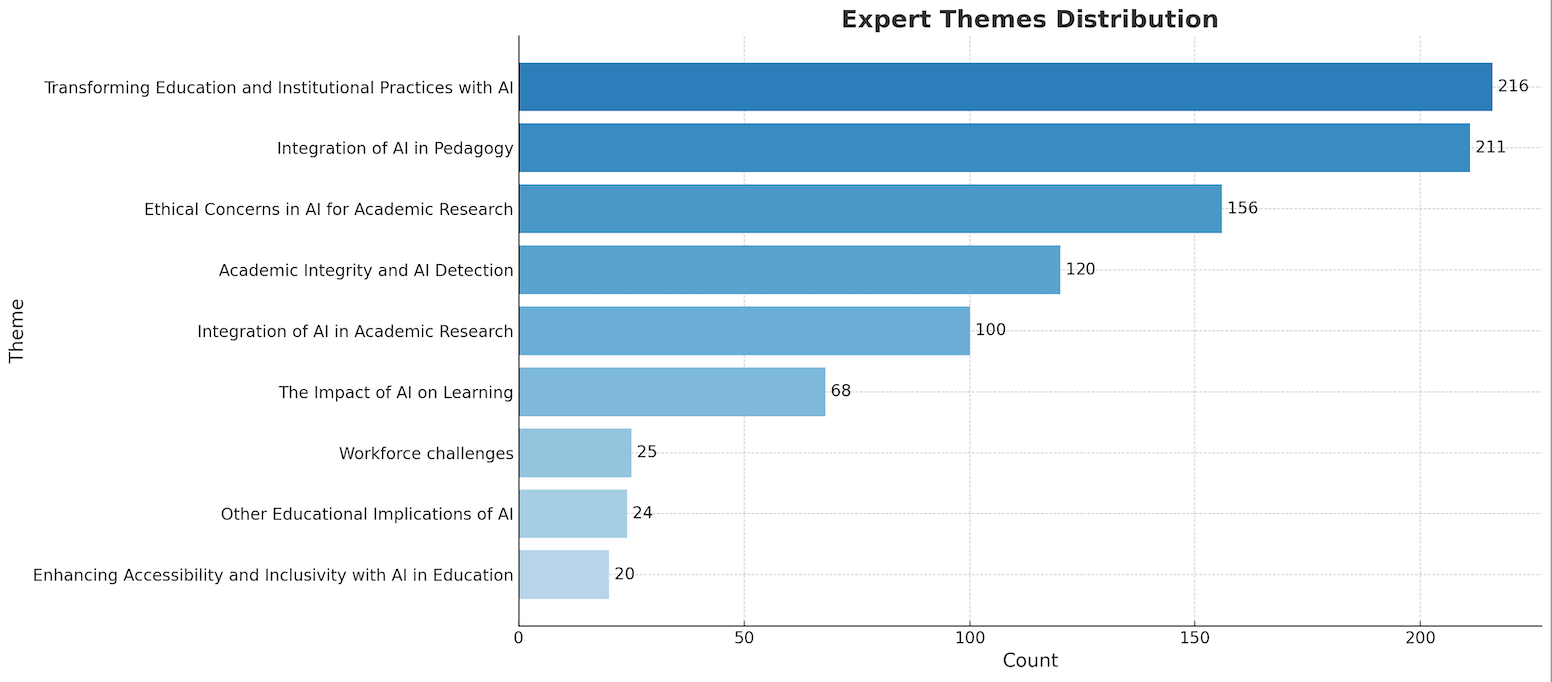 Expert Themes Distribution
Transforming Education and Institutional Practices with AI
216
Integration of AI in Pedagogy
211
Ethical Concerns in AI for Academic Research
156
Academic Integrity and AI Detection
120
Integration of AI in Academic Research
100
The Impact of AI on Learning
68
Workforce challenges
25
Other Educational Implications of AI
24
Enhancing Accessibility and Inclusivity with AI in Education
20
Theme
0 50 100 150 200
Count